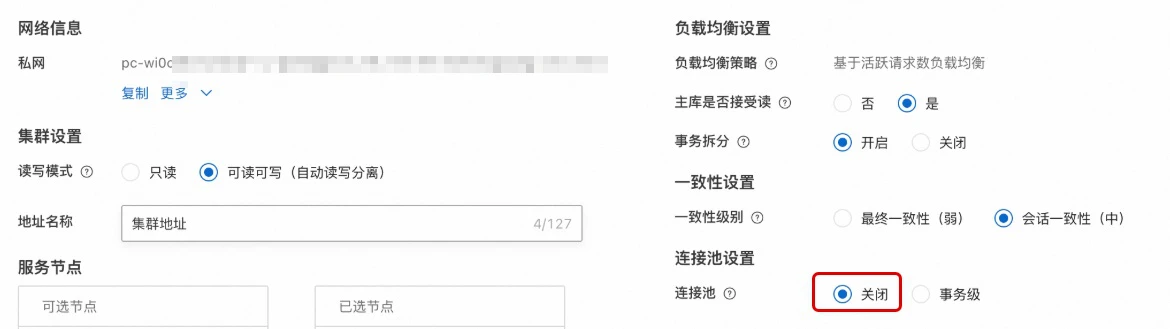 网络信息
私网 pc-wi0
复制 更多
集群设置
读写模式 只读 可读可写（自动读写分离）
地址名称 集群地址 4/127
服务节点
可选节点 已选节点
负载均衡设置
负载均衡策略 基于活跃请求数负载均衡
主库是否接受读 否 是
事务拆分 开启 关闭
一致性设置
一致性级别 最终一致性（弱） 会话一致性（中）
连接池设置
连接池 关闭 事务级